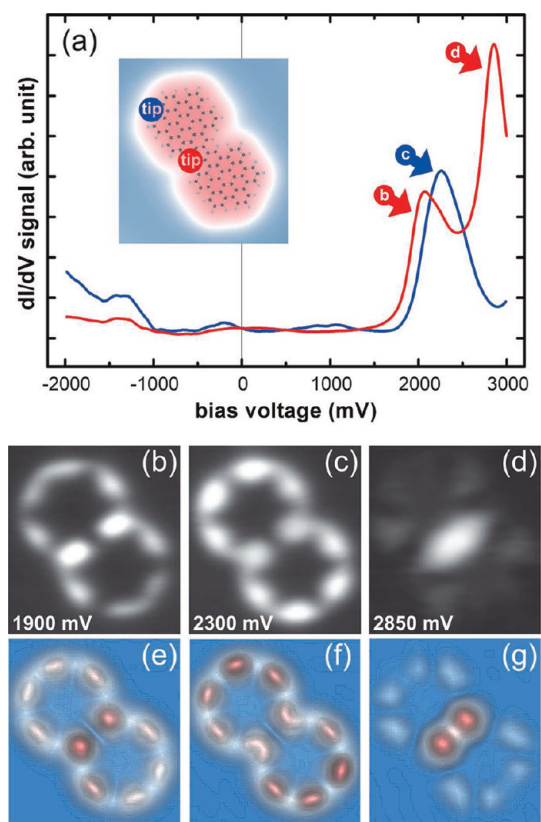 (a)
dI/dV signal (arb. unit)
tip
tip
b
c
d
-2000 -1000 0 1000 2000 3000
bias voltage (mV)
(b) (c) (d)
1900 mV 2300 mV 2850 mV
(e) (f) (g)